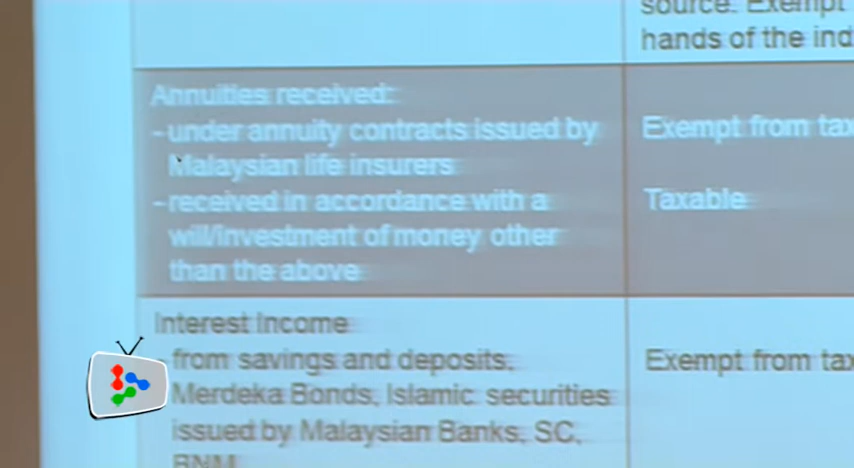 source. Exempt
hands of the ind
Annuities received:
- under annuity contracts issued by
Malaysian life insurers
Exempt from tax
- received in accordance with a
will/investment of money other
than the above
Taxable
Interest Income
- from savings and deposits,
Merdeka Bonds, Islamic securities
issued by Malaysian Banks, SC,
BNM
Exempt from tax